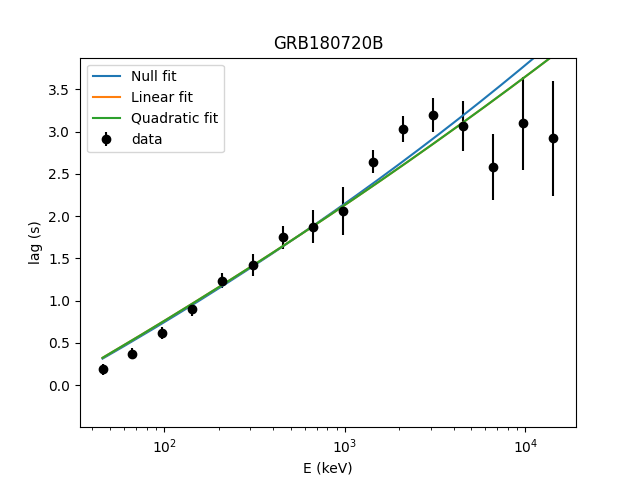 GRB180720B
Null fit
Linear fit
Quadratic fit
data
lag (s)
3.5
3.0
2.5
2.0
1.5
1.0
0.5
0.0
10² 10³ 10⁴
E (keV)